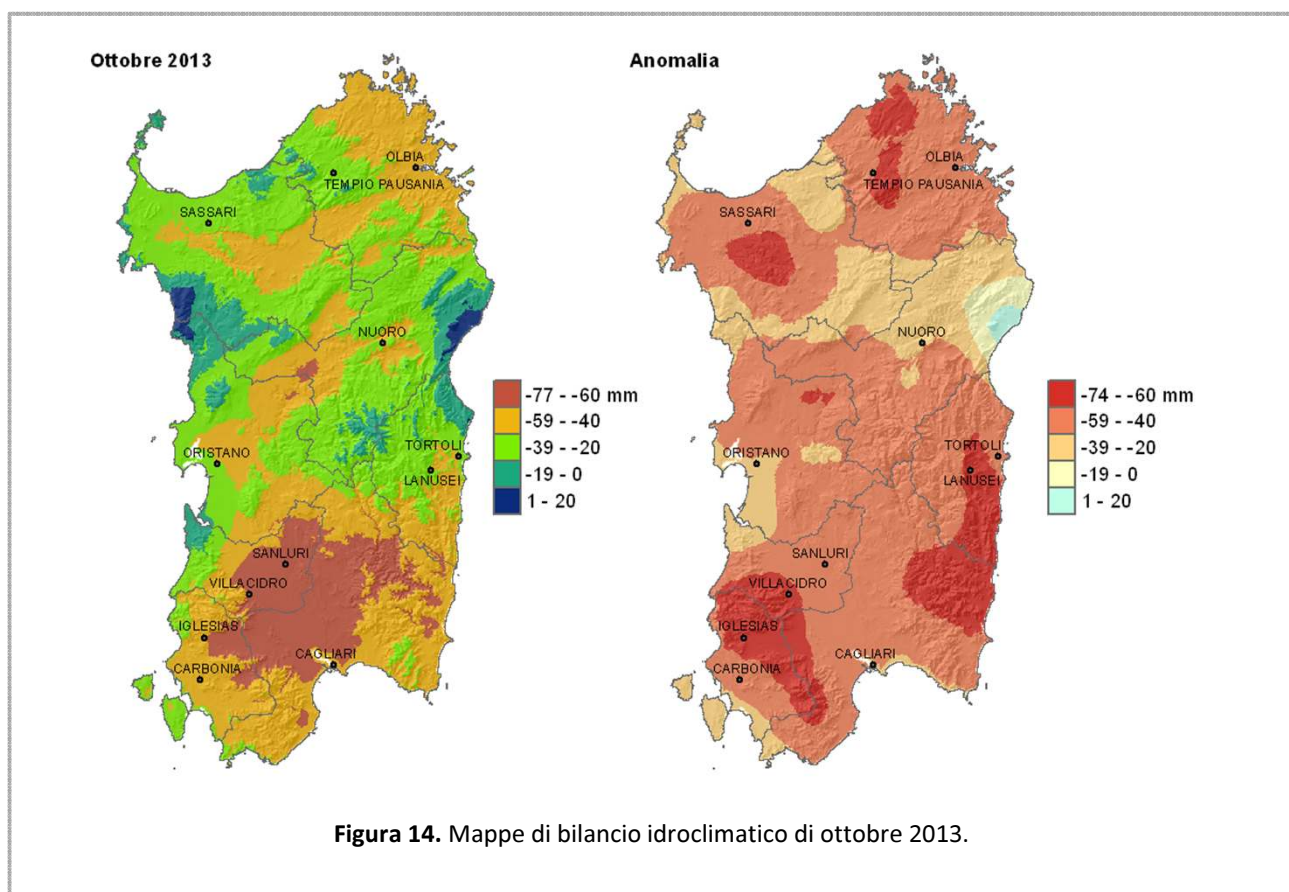 Ottobre 2013
OLBIA
TEMPIO PAUSANIA
SASSARI
NUORO
ORISTANO
TORTOLI
LANUSEI
SANLURI
VILLACIDRO
IGLESIAS
CARBONIA
CAGLIARI
-77 - -60 mm
-59 - -40
-39 - -20
-19 - 0
1 - 20
Anomalia
OLBIA
TEMPIO PAUSANIA
SASSARI
NUORO
ORISTANO
TORTOLI
LANUSEI
SANLURI
VILLACIDRO
IGLESIAS
CARBONIA
CAGLIARI
-74 - -60 mm
-59 - -40
-39 - -20
-19 - 0
1 - 20
Figura 14. Mappe di bilancio idroclimatico di ottobre 2013.